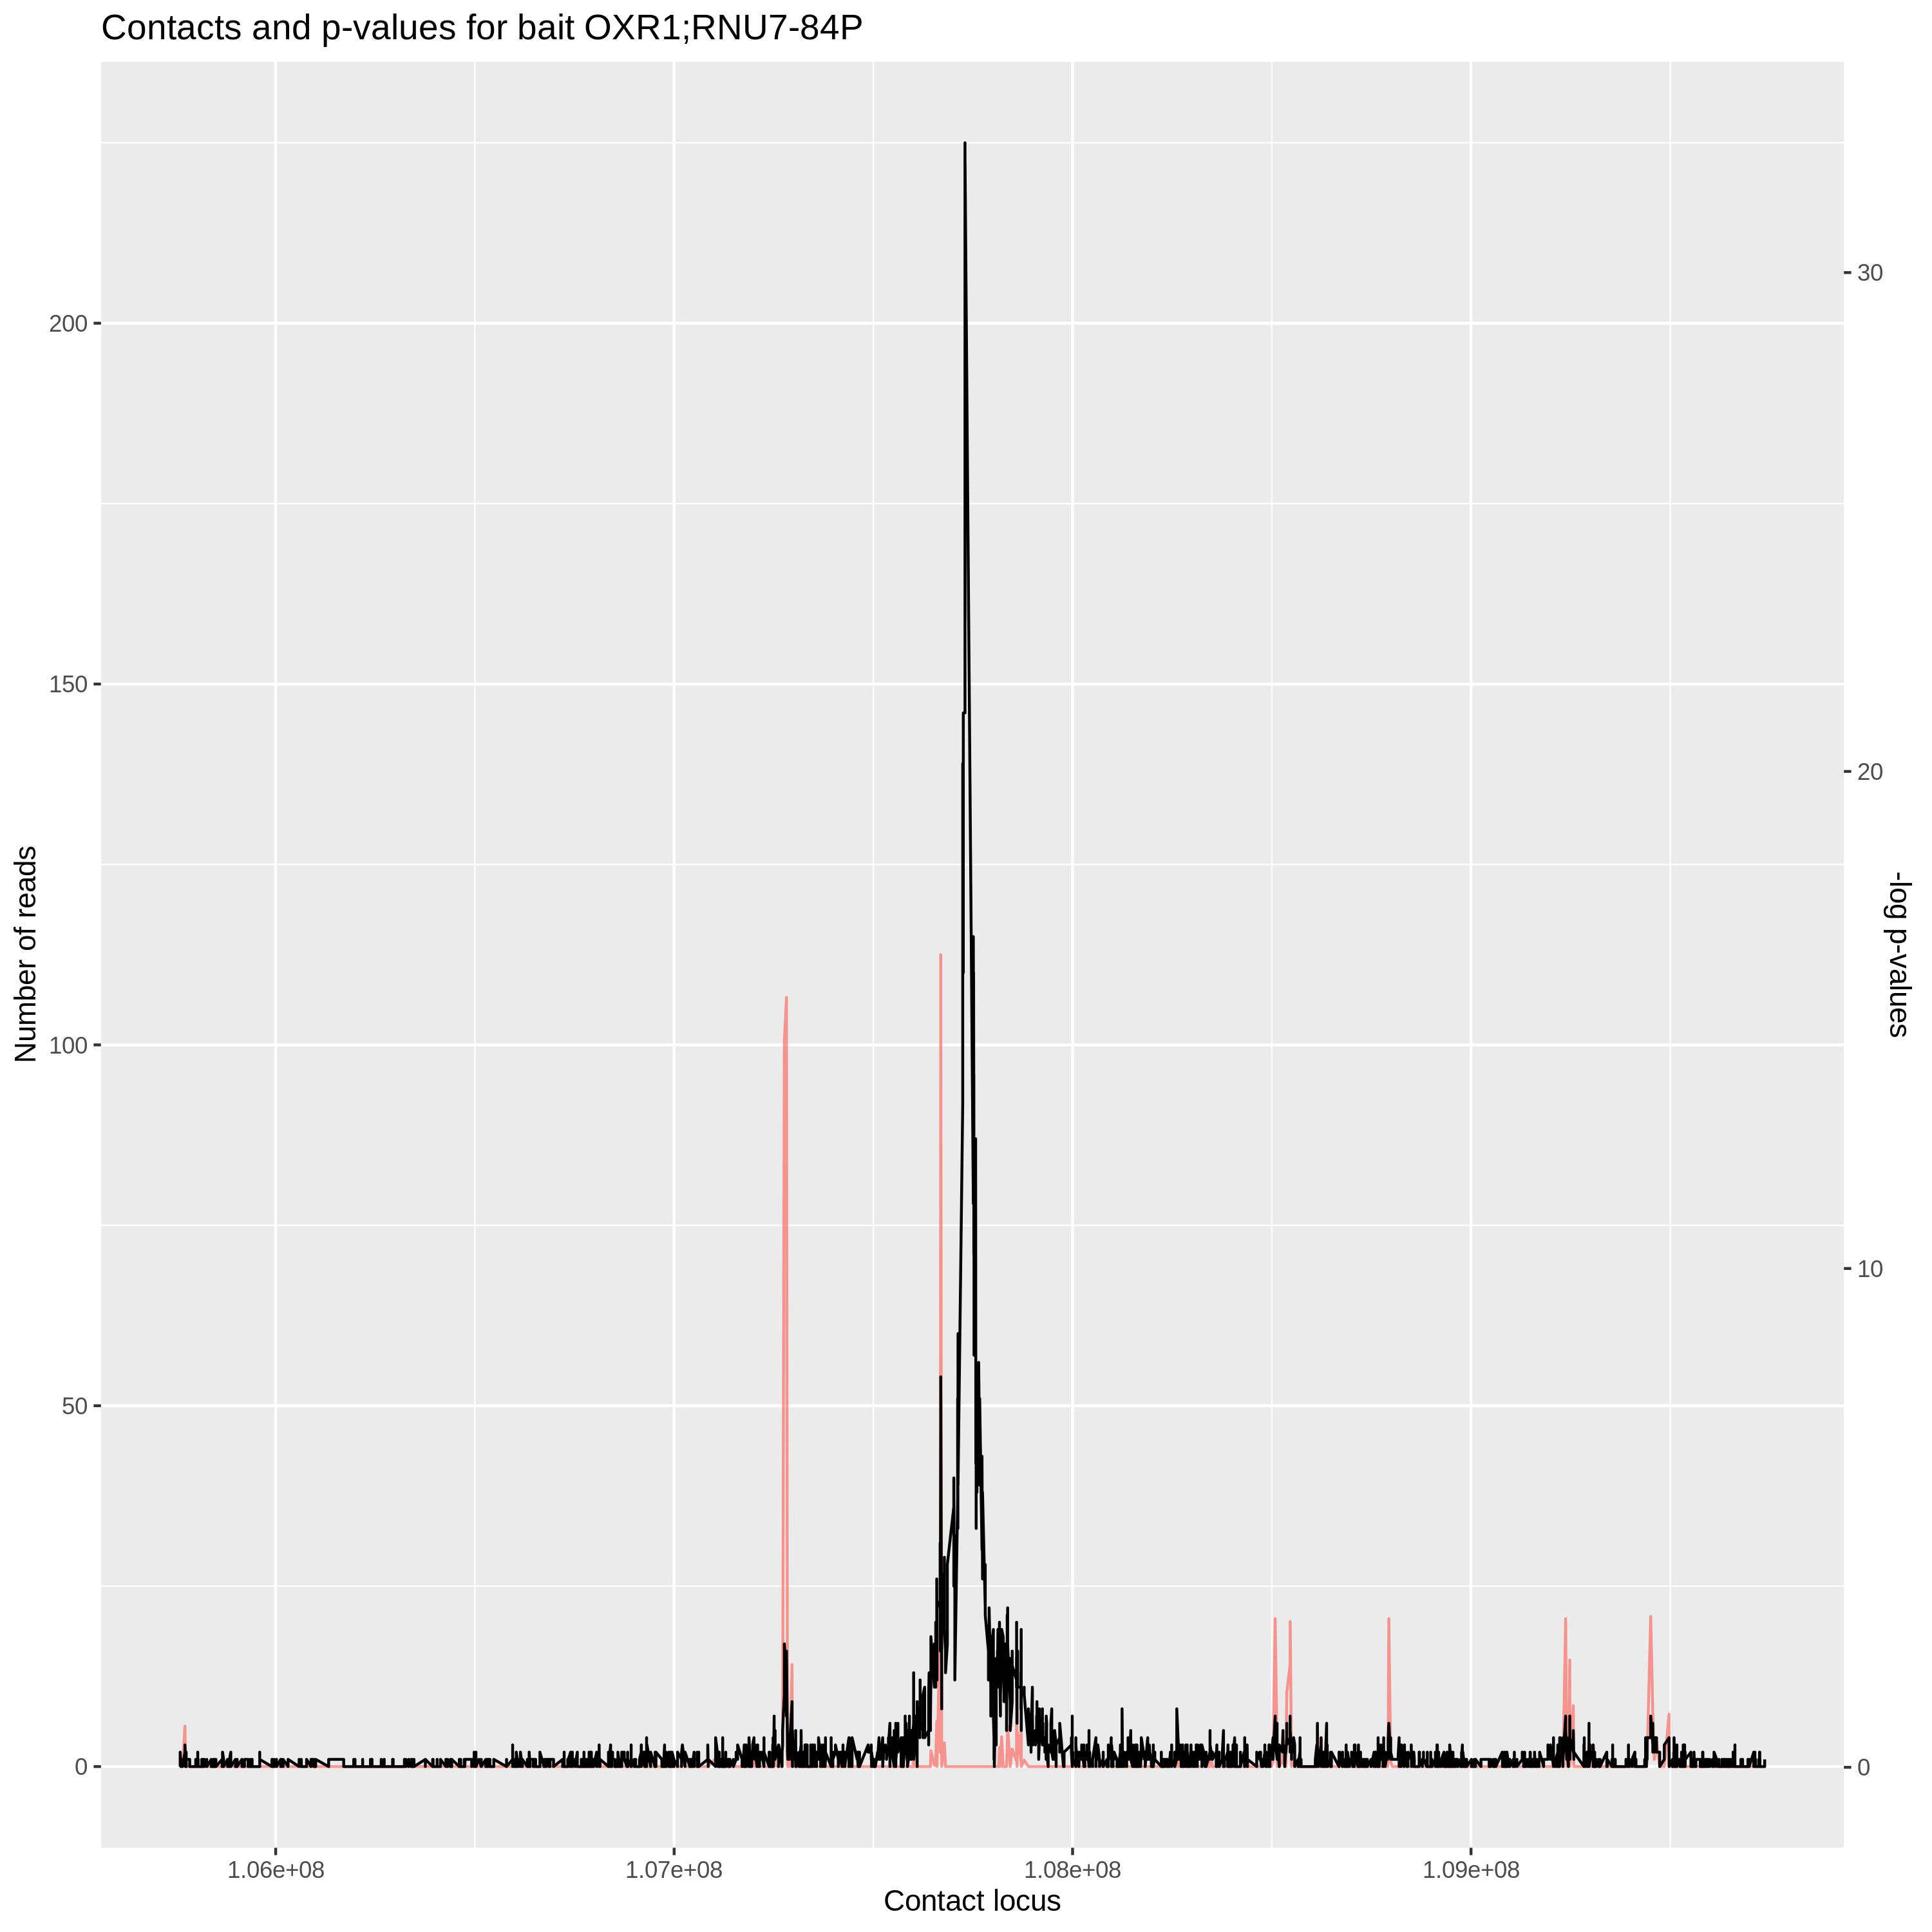 Contacts and p-values for bait OXR1;RNU7-84P
Number of reads
200
150
100
50
0
30
20
10
0
-log p-values
1.06e+08 1.07e+08 1.08e+08 1.09e+08
Contact locus